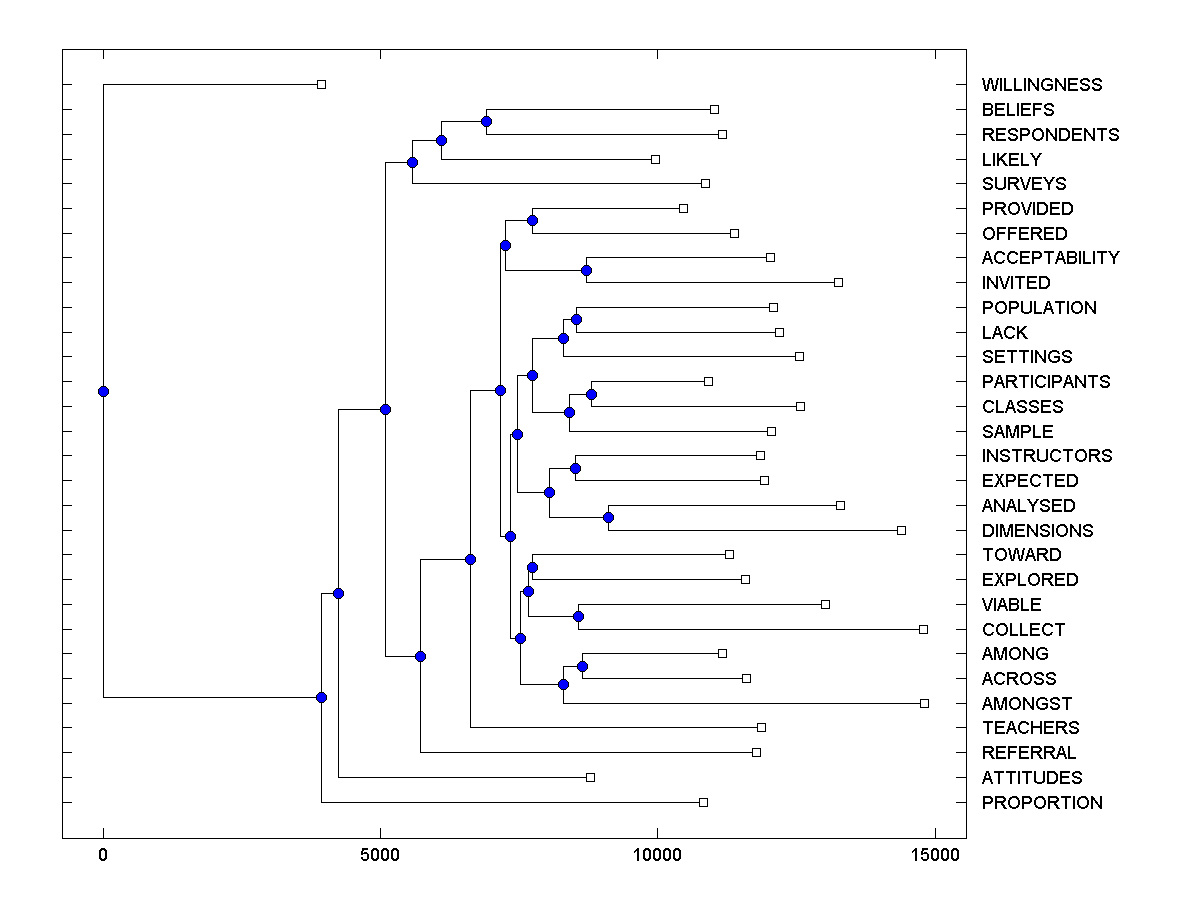 WILLINGNESS
BELIEFS
RESPONDENTS
LIKELY
SURVEYS
PROVIDED
OFFERED
ACCEPTABILITY
INVITED
POPULATION
LACK
SETTINGS
PARTICIPANTS
CLASSES
SAMPLE
INSTRUCTORS
EXPECTED
ANALYSED
DIMENSIONS
TOWARD
EXPLORED
VIABLE
COLLECT
AMONG
ACROSS
AMONGST
TEACHERS
REFERRAL
ATTITUDES
PROPORTION
0 5000 10000 15000